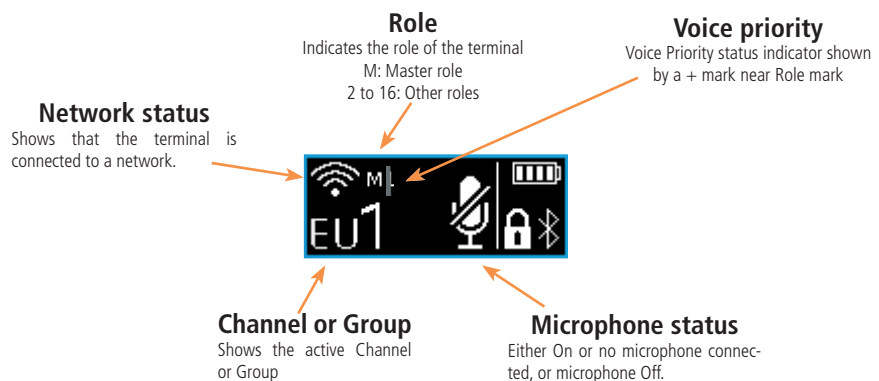 Role
Indicates the role of the terminal
M: Master role
2 to 16: Other roles
Voice priority
Voice Priority status indicator shown
by a + mark near Role mark
Network status
Shows that the terminal is
connected to a network.
M
EU1
Channel or Group
Shows the active Channel
or Group
Microphone status
Either On or no microphone connec-
ted, or microphone Off.